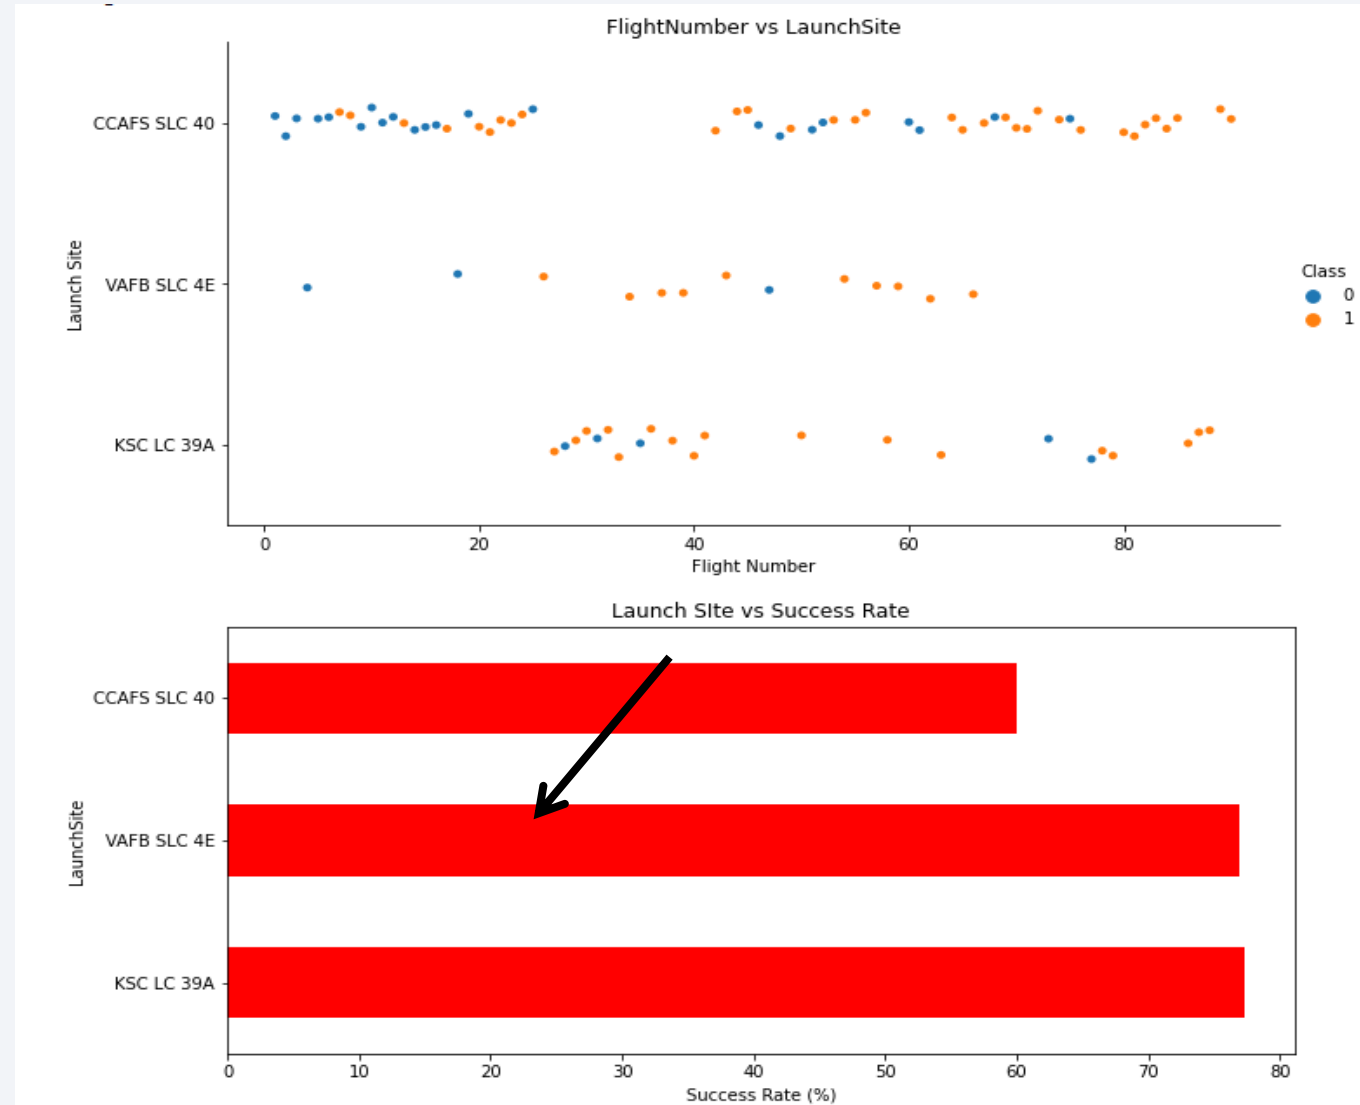 FlightNumber vs LaunchSite
CCAFS SLC 40
VAFB SLC 4E
KSC LC 39A
Launch Site
0 20 40 60 80
Flight Number
Class
0
1
Launch SIte vs Success Rate
CCAFS SLC 40
VAFB SLC 4E
KSC LC 39A
LaunchSite
0 10 20 30 40 50 60 70 80
Success Rate (%)